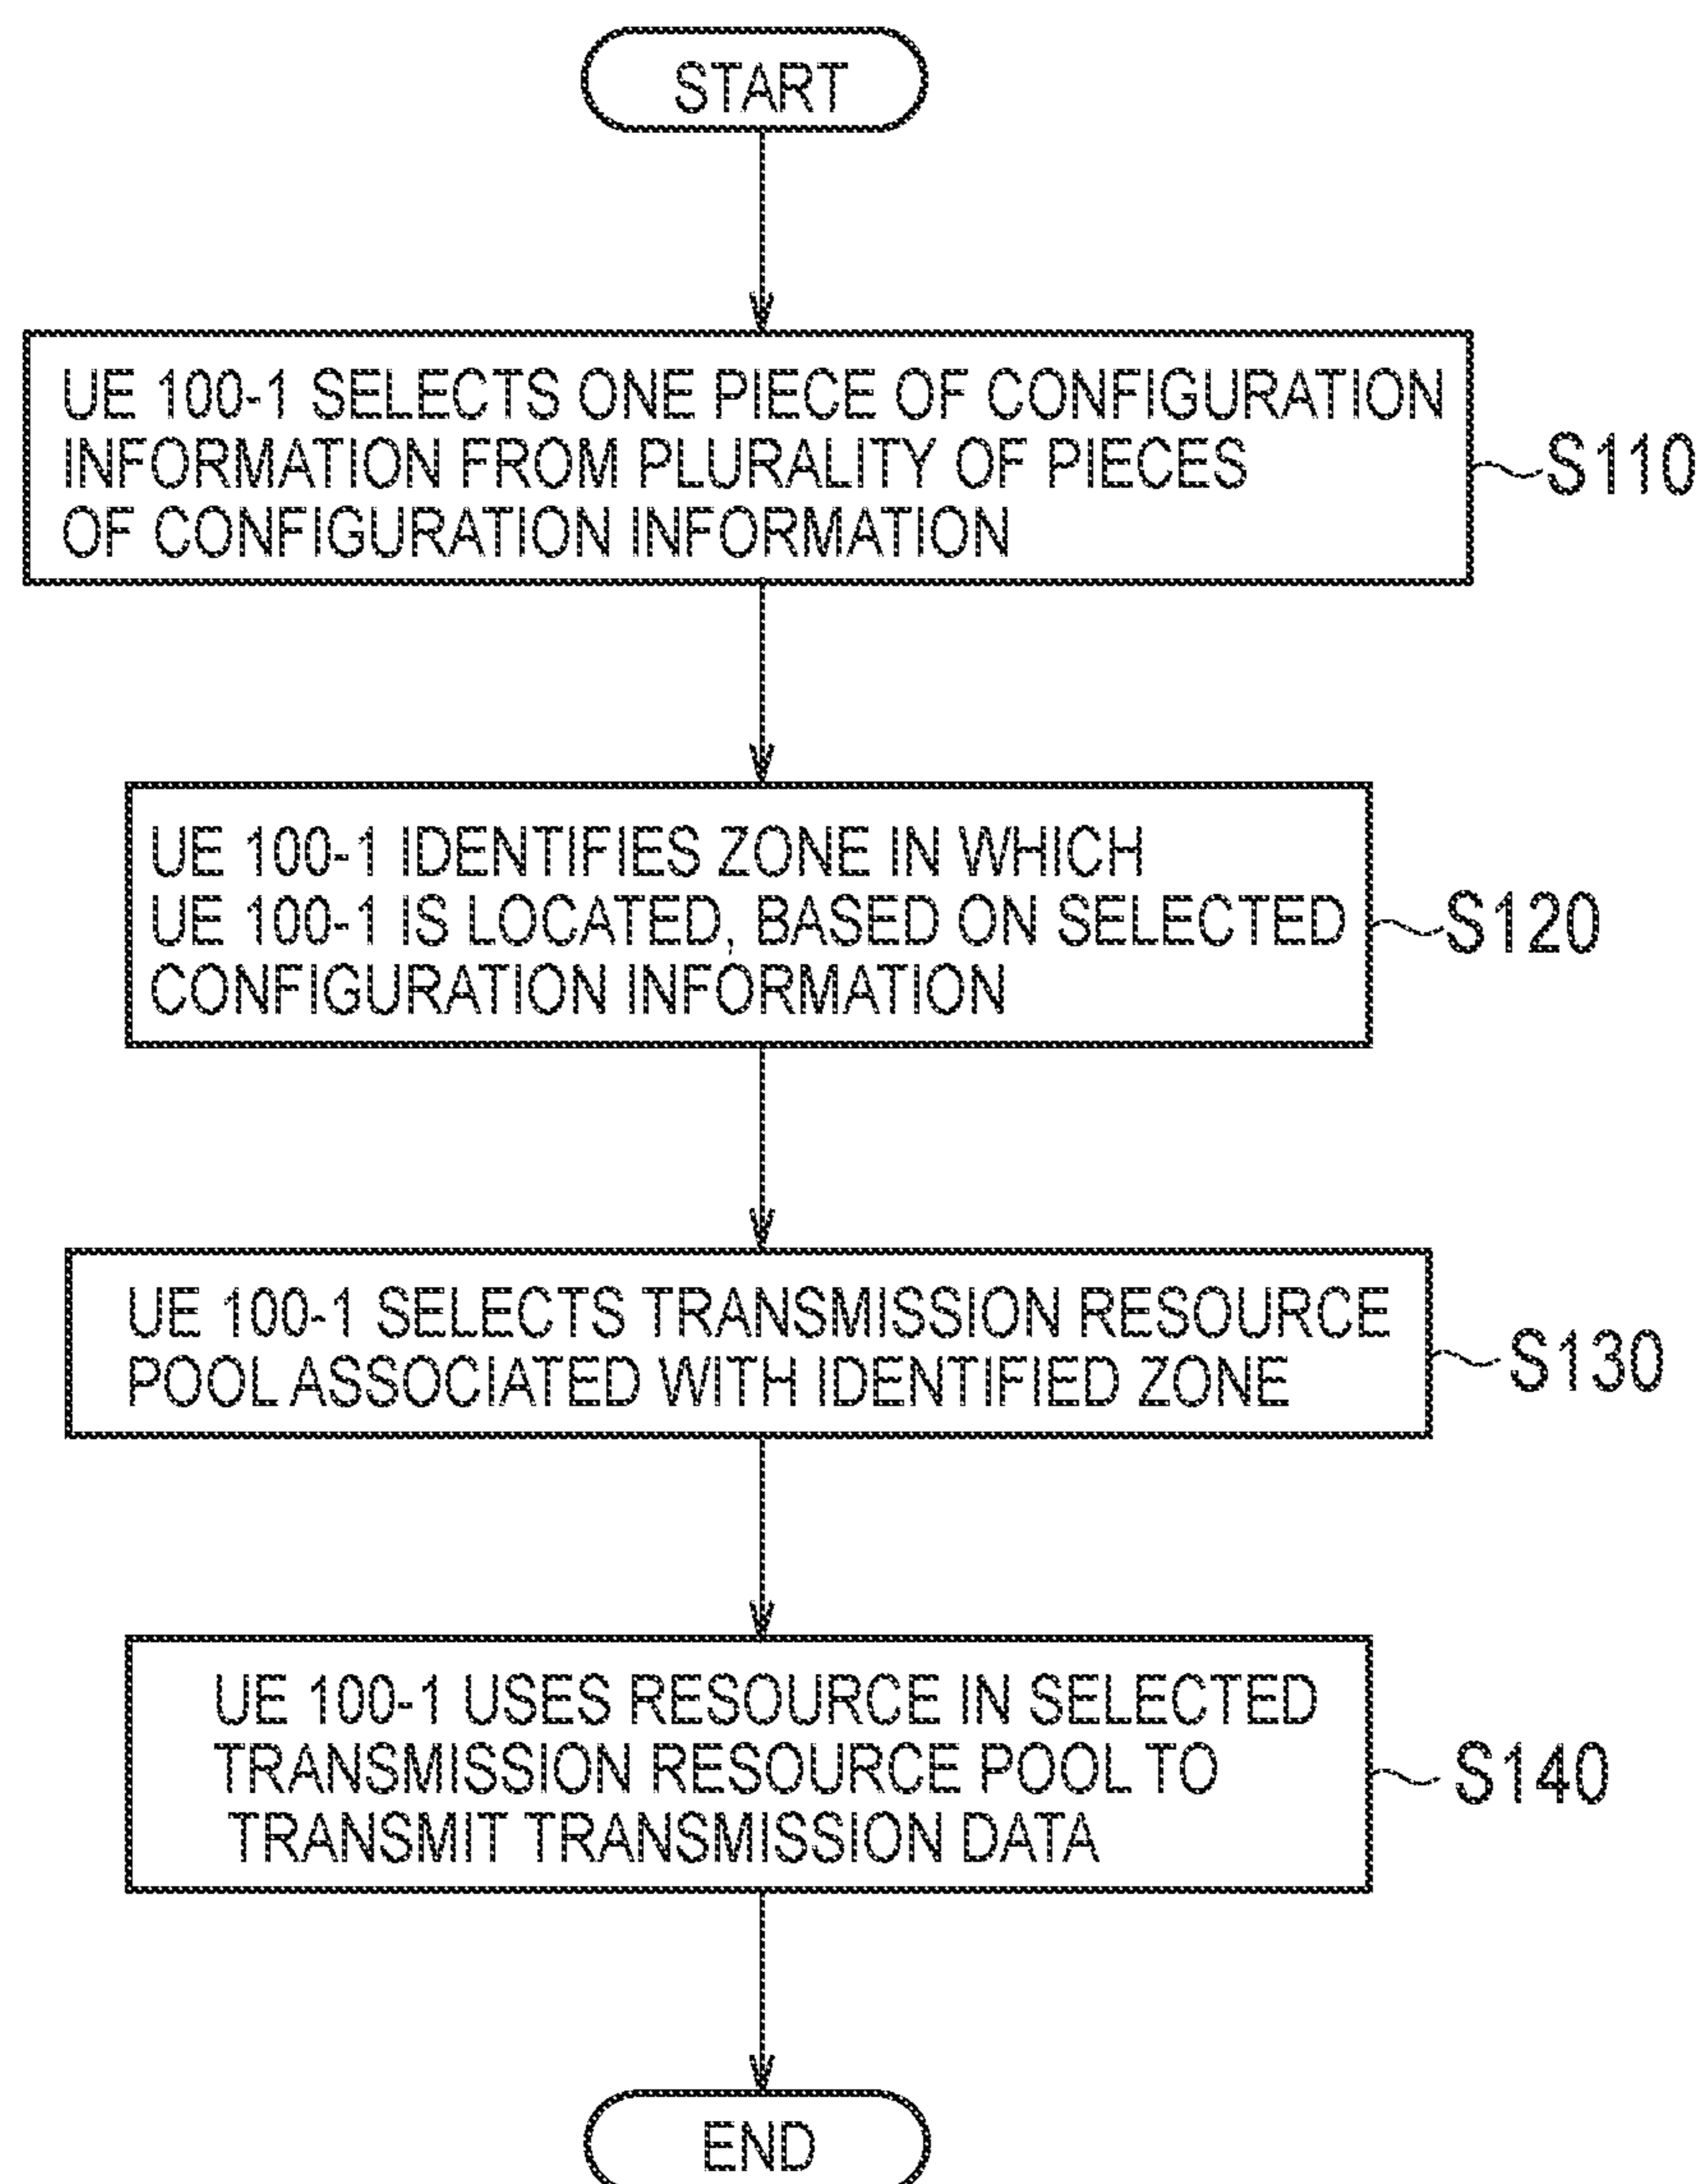 START
UE 100-1 SELECTS ONE PIECE OF CONFIGURATION
INFORMATION FROM PLURALITY OF PIECES
OF CONFIGURATION INFORMATION
S110
UE 100-1 IDENTIFIES ZONE IN WHICH
UE 100-1 IS LOCATED, BASED ON SELECTED
CONFIGURATION INFORMATION
S120
UE 100-1 SELECTS TRANSMISSION RESOURCE
POOL ASSOCIATED WITH IDENTIFIED ZONE
S130
UE 100-1 USES RESOURCE IN SELECTED
TRANSMISSION RESOURCE POOL TO
TRANSMIT TRANSMISSION DATA
S140
END